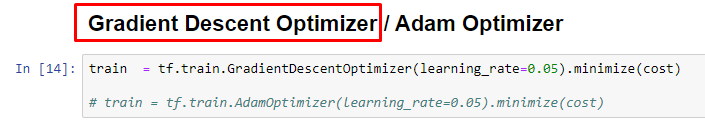 Gradient Descent Optimizer / Adam Optimizer
In [14]: train  = tf.train.GradientDescentOptimizer(learning_rate=0.05).minimize(cost)
# train = tf.train.AdamOptimizer(learning_rate=0.05).minimize(cost)